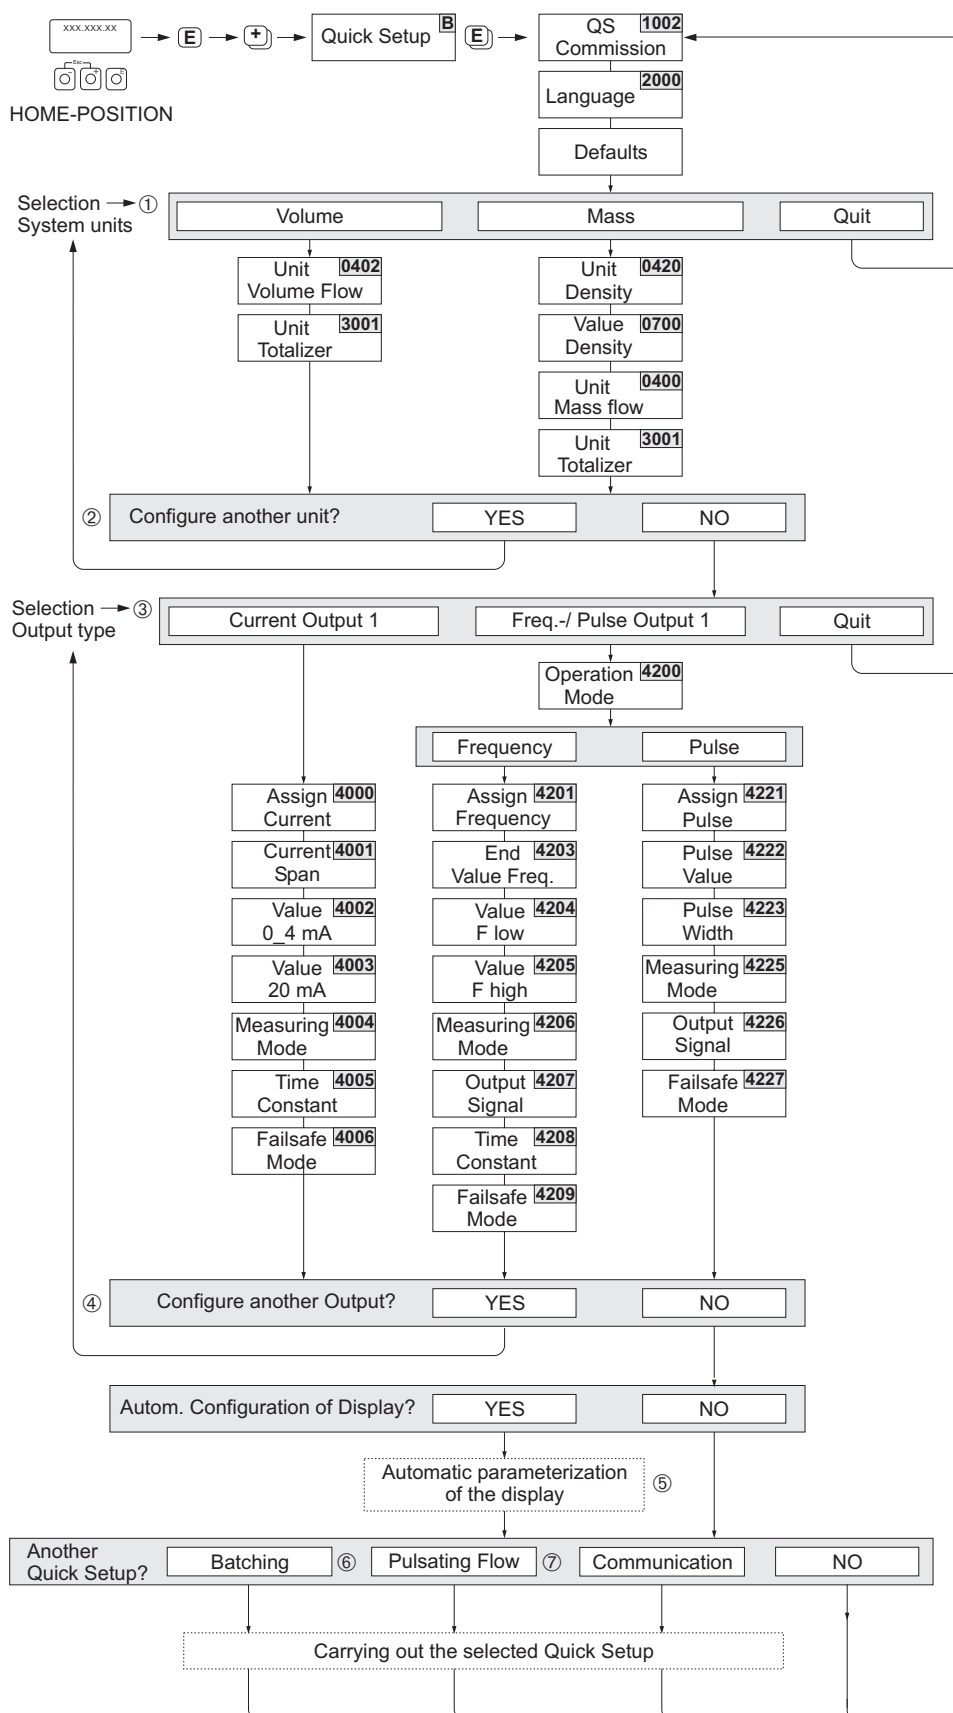 xxx.xxx.xx
E
+
Quick Setup B
E
QS 1002
Commission
Esc
- + E
HOME-POSITION
Language 2000
Defaults
Selection ①
System units
Volume
Mass
Quit
Unit 0402
Volume Flow
Unit 3001
Totalizer
Unit 0420
Density
Value 0700
Density
Unit 0400
Mass flow
Unit 3001
Totalizer
② Configure another unit? YES NO
Selection ③
Output type
Current Output 1
Freq.-/ Pulse Output 1
Quit
Operation 4200
Mode
Frequency
Pulse
Assign 4000
Current
Current 4001
Span
Value 4002
0_4 mA
Value 4003
20 mA
Measuring 4004
Mode
Time 4005
Constant
Failsafe 4006
Mode
Assign 4201
Frequency
End 4203
Value Freq.
Value 4204
F low
Value 4205
F high
Measuring 4206
Mode
Output 4207
Signal
Time 4208
Constant
Failsafe 4209
Mode
Assign 4221
Pulse
Pulse 4222
Value
Pulse 4223
Width
Measuring 4225
Mode
Output 4226
Signal
Failsafe 4227
Mode
④ Configure another Output? YES NO
Autom. Configuration of Display? YES NO
Automatic parameterization
of the display
⑤
Another
Quick Setup?
Batching ⑥
Pulsating Flow ⑦
Communication
NO
Carrying out the selected Quick Setup